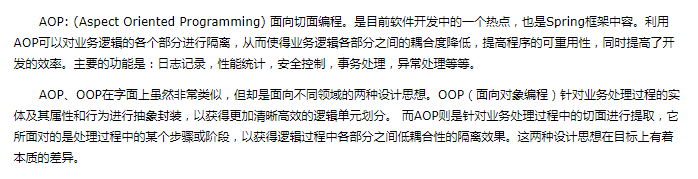 AOP: (Aspect Oriented Programming) 面向切面编程。是目前软件开发中的一个热点，也是Spring框架中容。利用
AOP可以对业务逻辑的各个部分进行隔离，从而使得业务逻辑各部分之间的耦合度降低，提高程序的可重用性，同时提高了开
发的效率。主要的功能是：日志记录，性能统计，安全控制，事务处理，异常处理等等。
AOP、OOP在字面上虽然非常类似，但却是面向不同领域的两种设计思想。OOP（面向对象编程）针对业务处理过程的实
体及其属性和行为进行抽象封装，以获得更加清晰高效的逻辑单元划分。 而AOP则是针对业务处理过程中的切面进行提取，它
所面对的是处理过程中的某个步骤或阶段，以获得逻辑过程中各部分之间低耦合性的隔离效果。这两种设计思想在目标上有着
本质的差异。